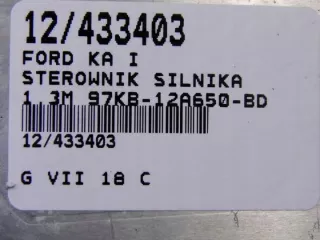 12/433403
FORD KA I
STEROWNIK SILNIKA
1.3M 97KB-12A650-BD
12/433403
G VII 18 C